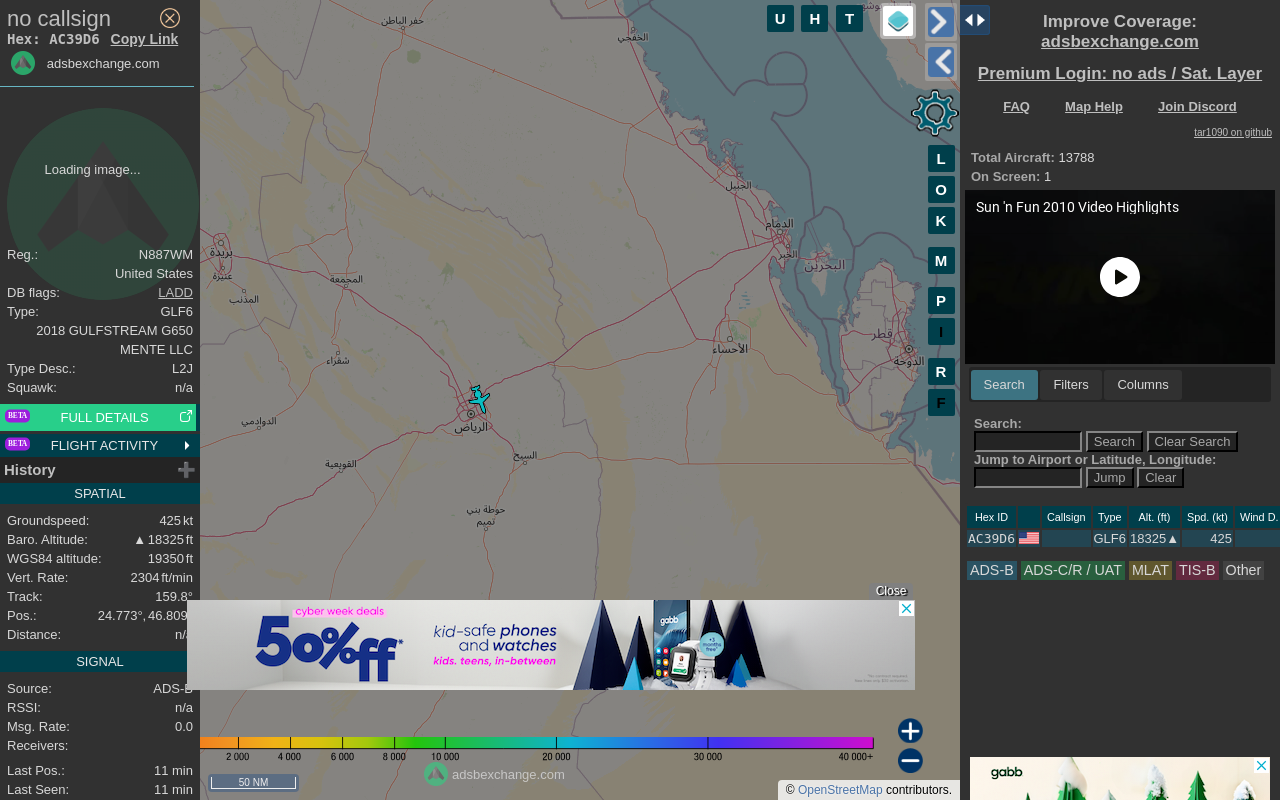 no callsign
Hex: AC39D6 Copy Link
adsbexchange.com
Loading image...
Reg.: N887WM
United States
DB flags: LADD
Type: GLF6
2018 GULFSTREAM G650
MENTE LLC
Type Desc.: L2J
Squawk: n/a
BETA FULL DETAILS
BETA FLIGHT ACTIVITY
History
SPATIAL
Groundspeed: 425 kt
Baro. Altitude: ▲ 18325 ft
WGS84 altitude: 19350 ft
Vert. Rate: 2304 ft/min
Track: 159.8°
Pos.: 24.773°, 46.809
Distance: n/a
SIGNAL
Source: ADS-B
RSSI: n/a
Msg. Rate: 0.0
Receivers:
Last Pos.: 11 min
Last Seen: 11 min
U H T
L
O
K
M
P
I
R
F
حفر الباطن
الخفجي
الجبيل
الدمام
الخبر
البحرين
بريدة
عنيزة
المذنب
المجمعة
شقراء
قطر
الدوحة
الأحساء
الرياض
الدوادمي
القويعية
السيح
حوطة بني
تميم
Close
cyber week deals
50%ff*
kid-safe phones
and watches
kids. teens, in-between
gabb
+3
months
free*
2 000 4 000 6 000 8 000 10 000 20 000 30 000 40 000+
adsbexchange.com
50 NM
© OpenStreetMap contributors.
Improve Coverage:
adsbexchange.com
Premium Login: no ads / Sat. Layer
FAQ Map Help Join Discord
tar1090 on github
Total Aircraft: 13788
On Screen: 1
Sun 'n Fun 2010 Video Highlights
Search Filters Columns
Search:
Search Clear Search
Jump to Airport or Latitude, Longitude:
Jump Clear
Hex ID Callsign Type Alt. (ft) Spd. (kt) Wind D.
AC39D6 GLF6 18325▲ 425
ADS-B ADS-C/R / UAT MLAT TIS-B Other
gabb